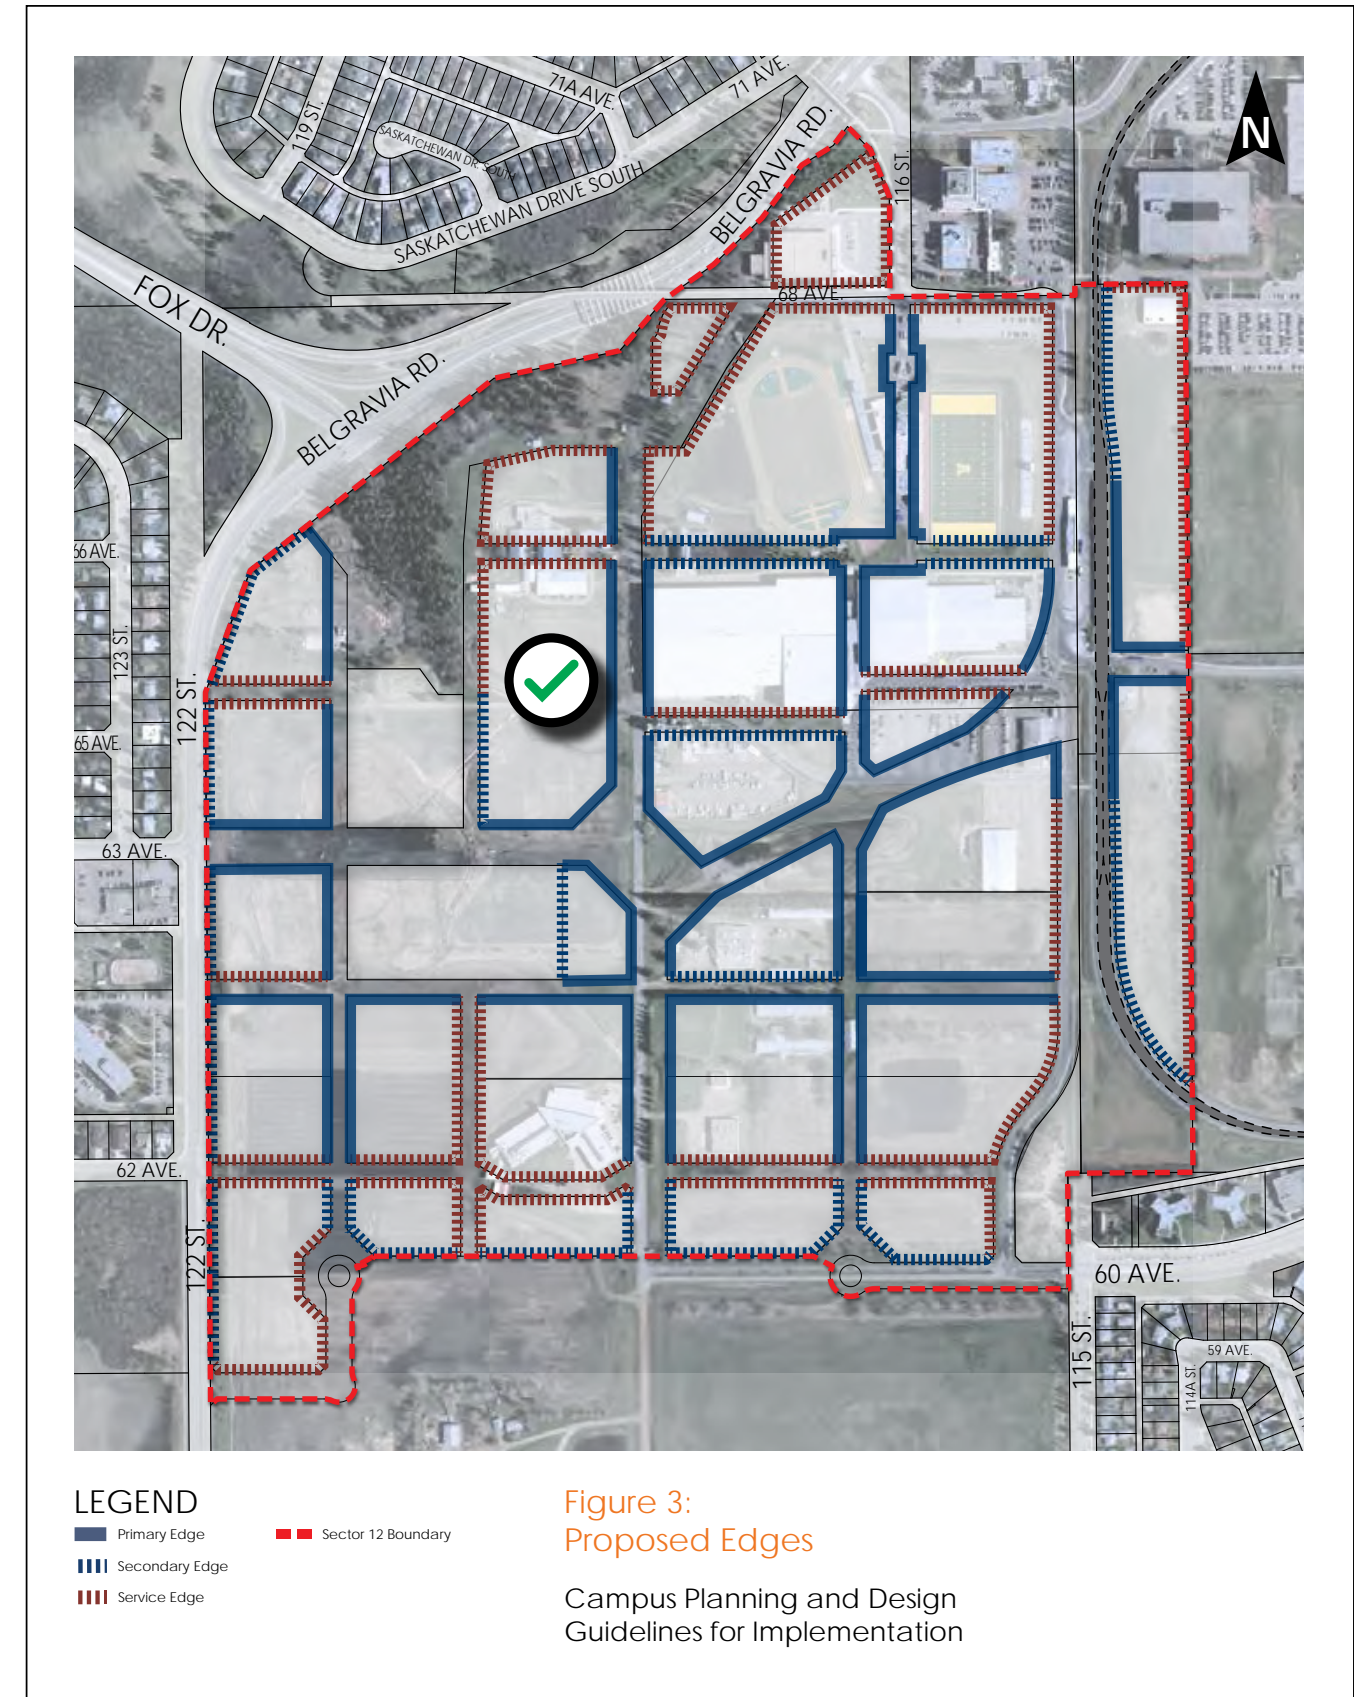 71A AVE.
71 AVE.
119 ST.
SASKATCHEWAN DR. SOUTH
SASKATCHEWAN DRIVE SOUTH
BELGRAVIA RD.
116 ST.
N
FOX DR.
68 AVE.
BELGRAVIA RD.
66 AVE.
123 ST.
122 ST.
65 AVE.
63 AVE.
62 AVE.
122 ST.
60 AVE.
115 ST.
59 AVE.
114A ST.
LEGEND
Primary Edge
Secondary Edge
Service Edge
Sector 12 Boundary
Figure 3:
Proposed Edges
Campus Planning and Design
Guidelines for Implementation